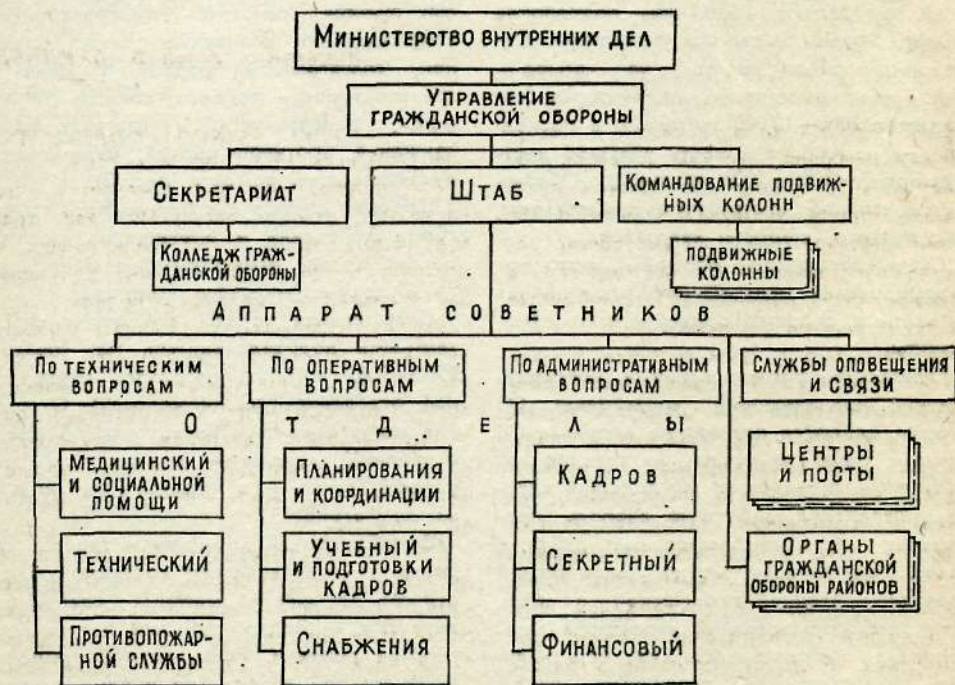 МИНИСТЕРСТВО ВНУТРЕННИХ ДЕЛ
УПРАВЛЕНИЕ
ГРАЖДАНСКОЙ ОБОРОНЫ
СЕКРЕТАРИАТ
ШТАБ
КОМАНДОВАНИЕ ПОДВИЖ-
НЫХ КОЛОНН
КОЛЛЕДЖ ГРАЖ-
ДАНСКОЙ ОБОРОНЫ
ПОДВИЖНЫЕ
КОЛОННЫ
АППАРАТ СОВЕТНИКОВ
ПО ТЕХНИЧЕСКИМ
ВОПРОСАМ
ПО ОПЕРАТИВНЫМ
ВОПРОСАМ
ПО АДМИНИСТРАТИВНЫМ
ВОПРОСАМ
СЛУЖБЫ ОПОВЕЩЕНИЯ
И СВЯЗИ
ОТДЕЛЫ
МЕДИЦИНСКИЙ
И СОЦИАЛЬНОЙ
ПОМОЩИ
ПЛАНИРОВАНИЯ
И КООРДИНАЦИИ
КАДРОВ
ЦЕНТРЫ
И ПОСТЫ
ТЕХНИЧЕСКИЙ
УЧЕБНЫЙ
И ПОДГОТОВКИ
КАДРОВ
СЕКРЕТНЫЙ
ОРГАНЫ
ГРАЖДАНСКОЙ
ОБОРОНЫ РАЙОНОВ
ПРОТИВОПОЖАР-
НОЙ СЛУЖБЫ
СНАБЖЕНИЯ
ФИНАНСОВЫЙ